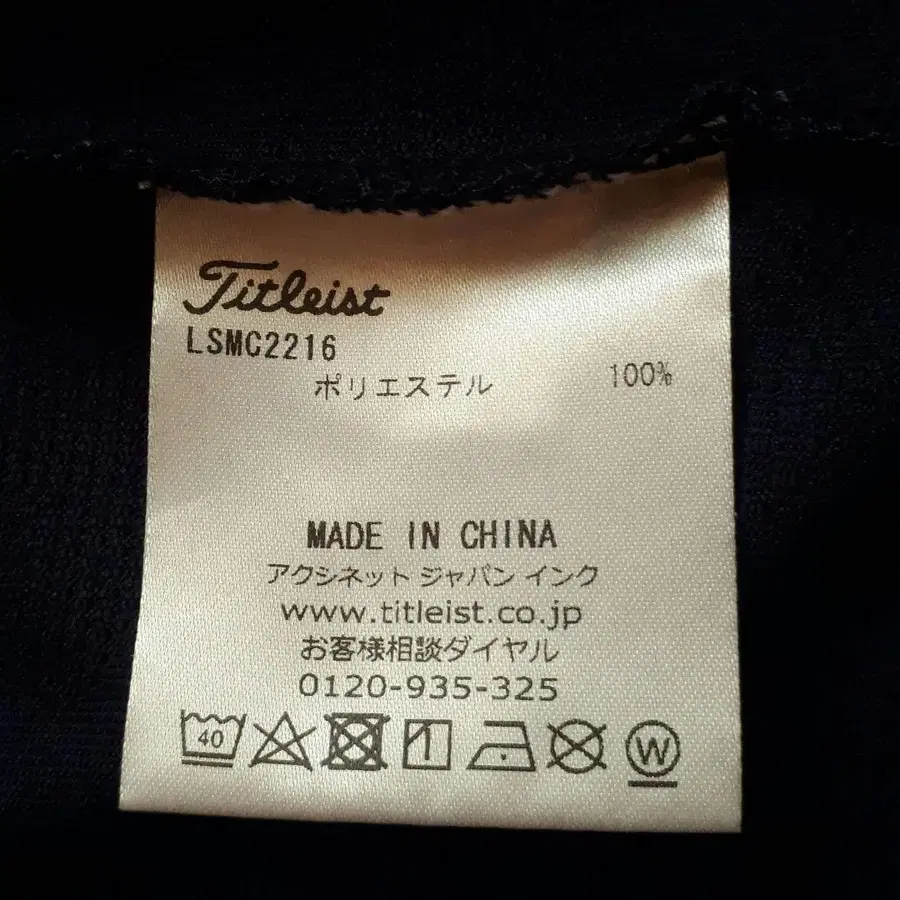 Titleist
LSMC2216
ポリエステル 100%
MADE IN CHINA
アクシネット ジャパン インク
www.titleist.co.jp
お客様相談ダイヤル
0120-935-325
40 W